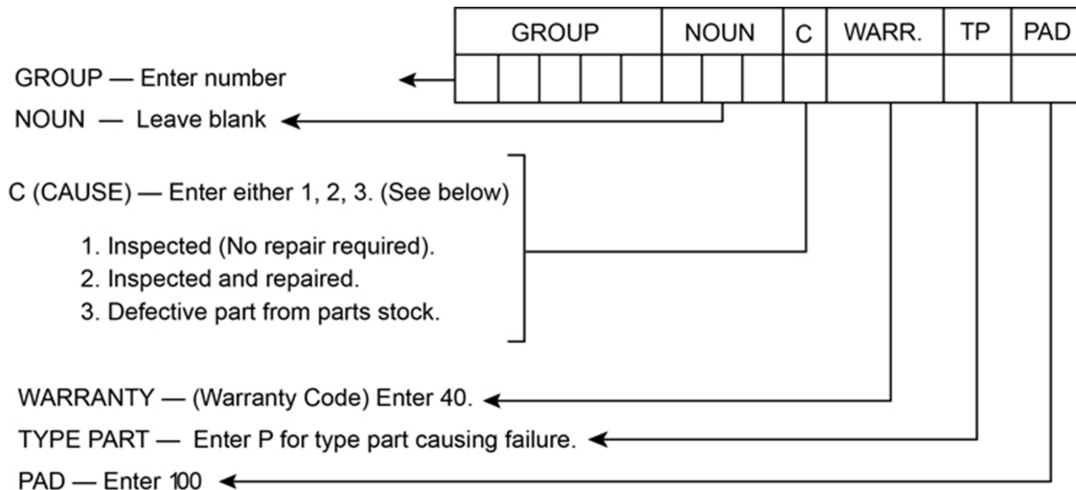 GROUP NOUN C WARR. TP PAD
GROUP — Enter number
NOUN — Leave blank
C (CAUSE) — Enter either 1, 2, 3. (See below)
1. Inspected (No repair required).
2. Inspected and repaired.
3. Defective part from parts stock.
WARRANTY — (Warranty Code) Enter 40.
TYPE PART — Enter P for type part causing failure.
PAD — Enter 100